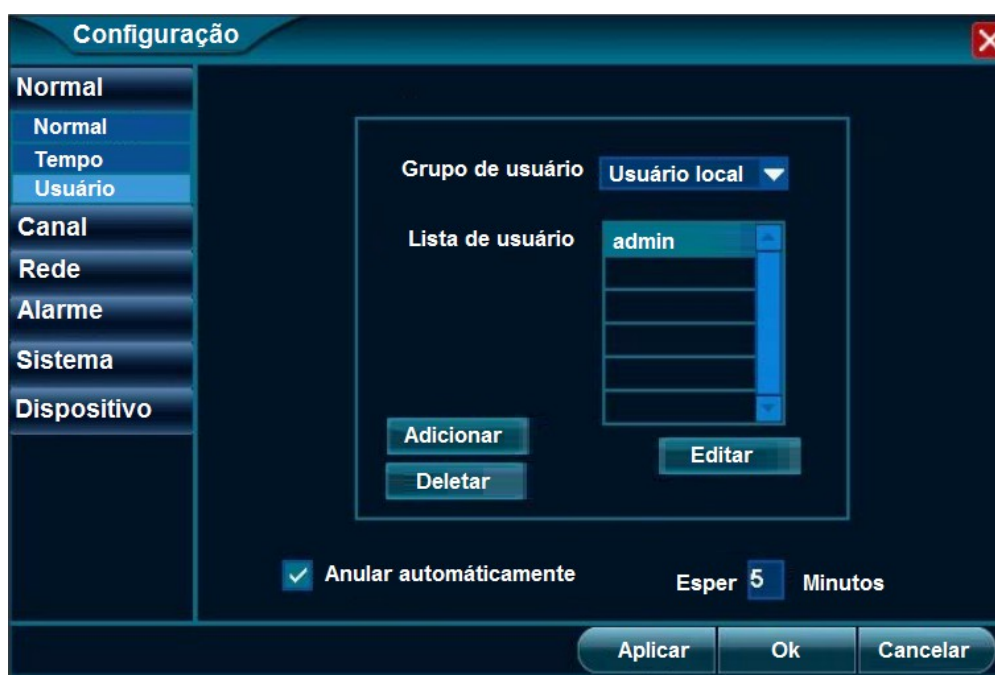 Configuração
Normal
Normal
Tempo
Usuário
Canal
Rede
Alarme
Sistema
Dispositivo
Grupo de usuário Usuário local
Lista de usuário admin
Adicionar
Deletar
Editar
Anular automáticamente Esper 5 Minutos
Aplicar Ok Cancelar